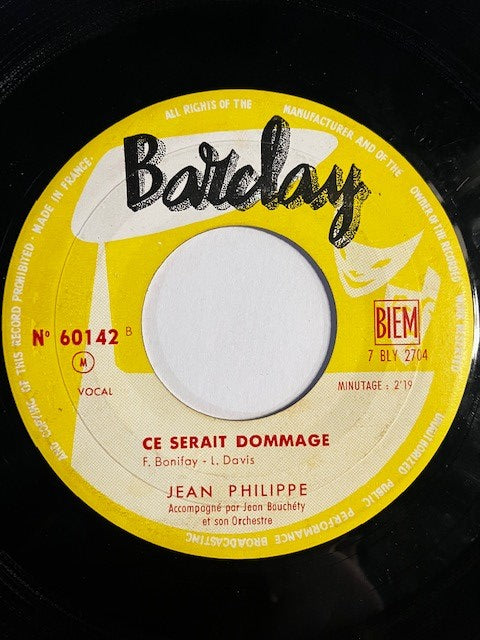 ALL RIGHTS OF THE MANUFACTURER AND OF THE OWNER OF THE RECORDED WORK RESERVED
UNAUTHORIZED PUBLIC PERFORMANCE BROADCASTING AND COPYING OF THIS RECORD PROHIBITED - MADE IN FRANCE -
Barclay
Nº 60142 B
M
VOCAL
BIEM
7 BLY 2704
MINUTAGE : 2'19
CE SERAIT DOMMAGE
F. Bonifay - L. Davis
JEAN PHILIPPE
Accompagné par Jean Bouchéty
et son Orchestre